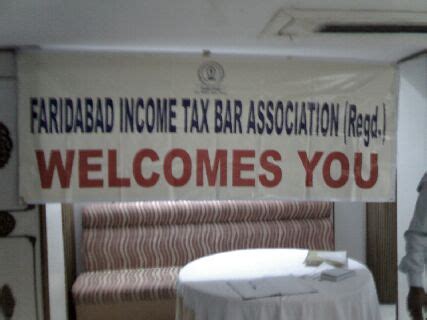 FARIDABAD INCOME TAX BAR ASSOCIATION (Regd.)
WELCOMES YOU